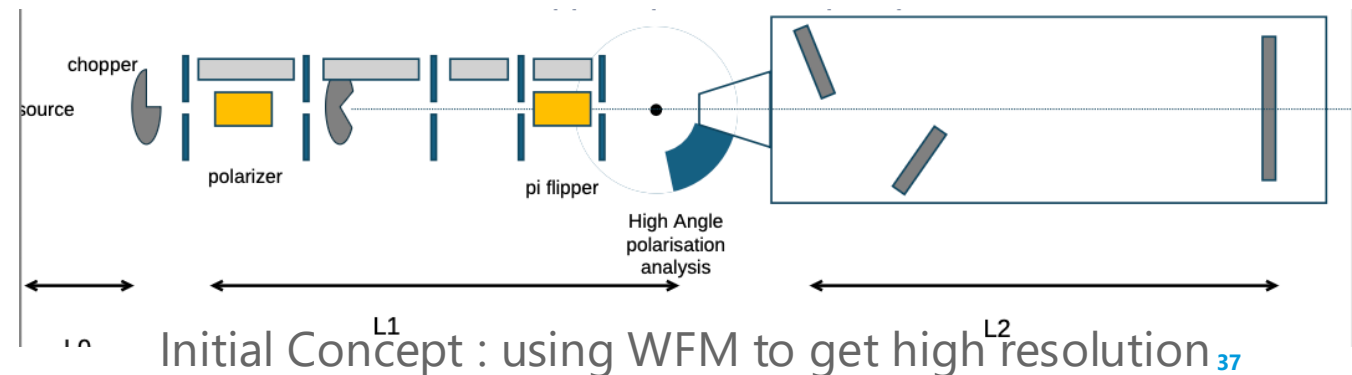 chopper
source
polarizer
pi flipper
High Angle
polarisation
analysis
L1
L2
Initial Concept : using WFM to get high resolution
37